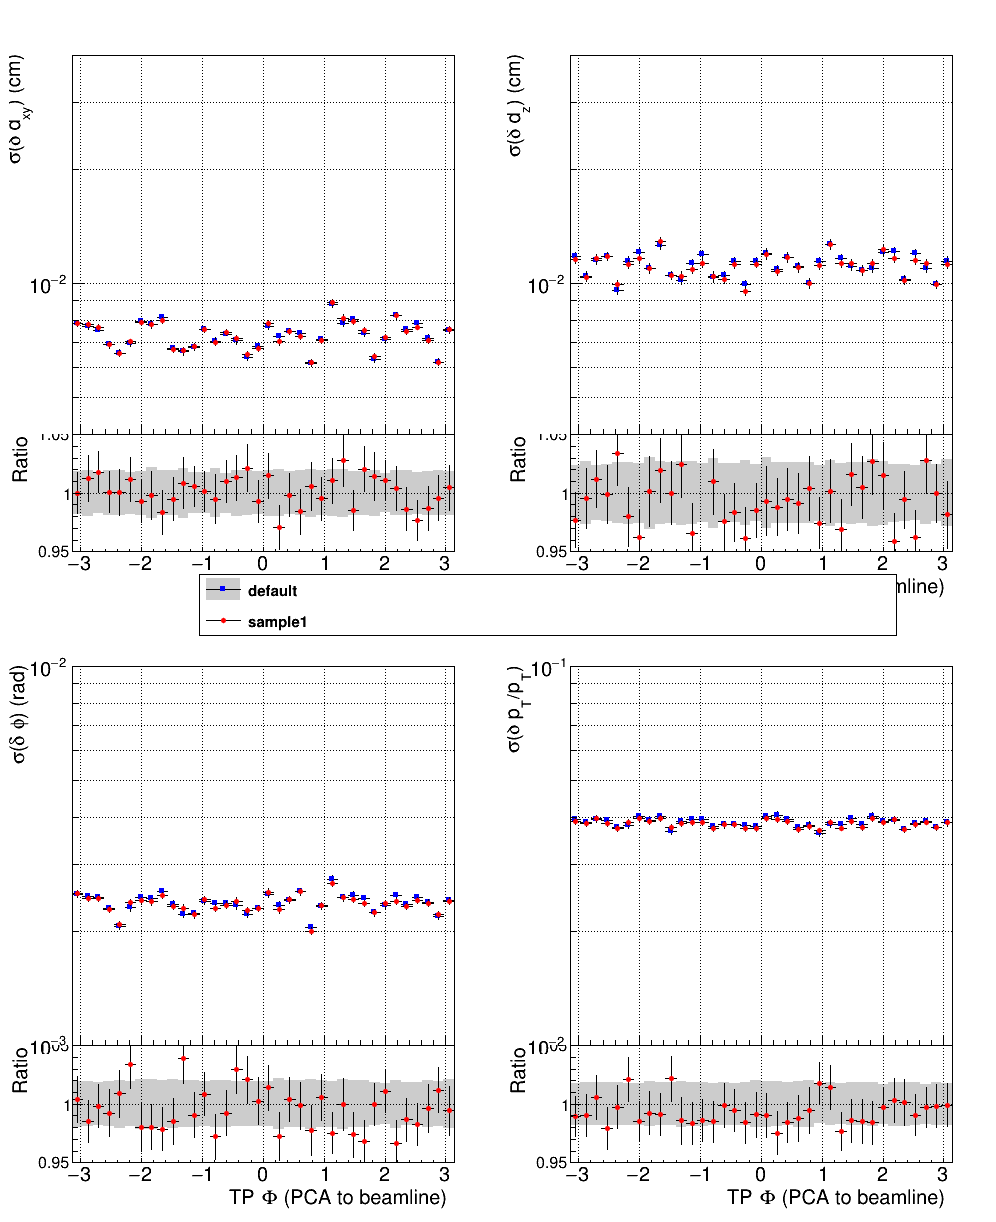 σ(δ d_xy) (cm)
10^−2
Ratio
1.05
1
0.95
−3 −2 −1 0 1 2 3
σ(δ d_z) (cm)
10^−2
Ratio
1.05
1
0.95
−3 −2 −1 0 1 2 3
mline)
default
sample1
σ(δ φ) (rad)
10^−2
10^−3
Ratio
1
0.95
−3 −2 −1 0 1 2 3
TP Φ (PCA to beamline)
σ(δ p_T/p_T)
10^−1
10^−2
Ratio
1
0.95
−3 −2 −1 0 1 2 3
TP Φ (PCA to beamline)